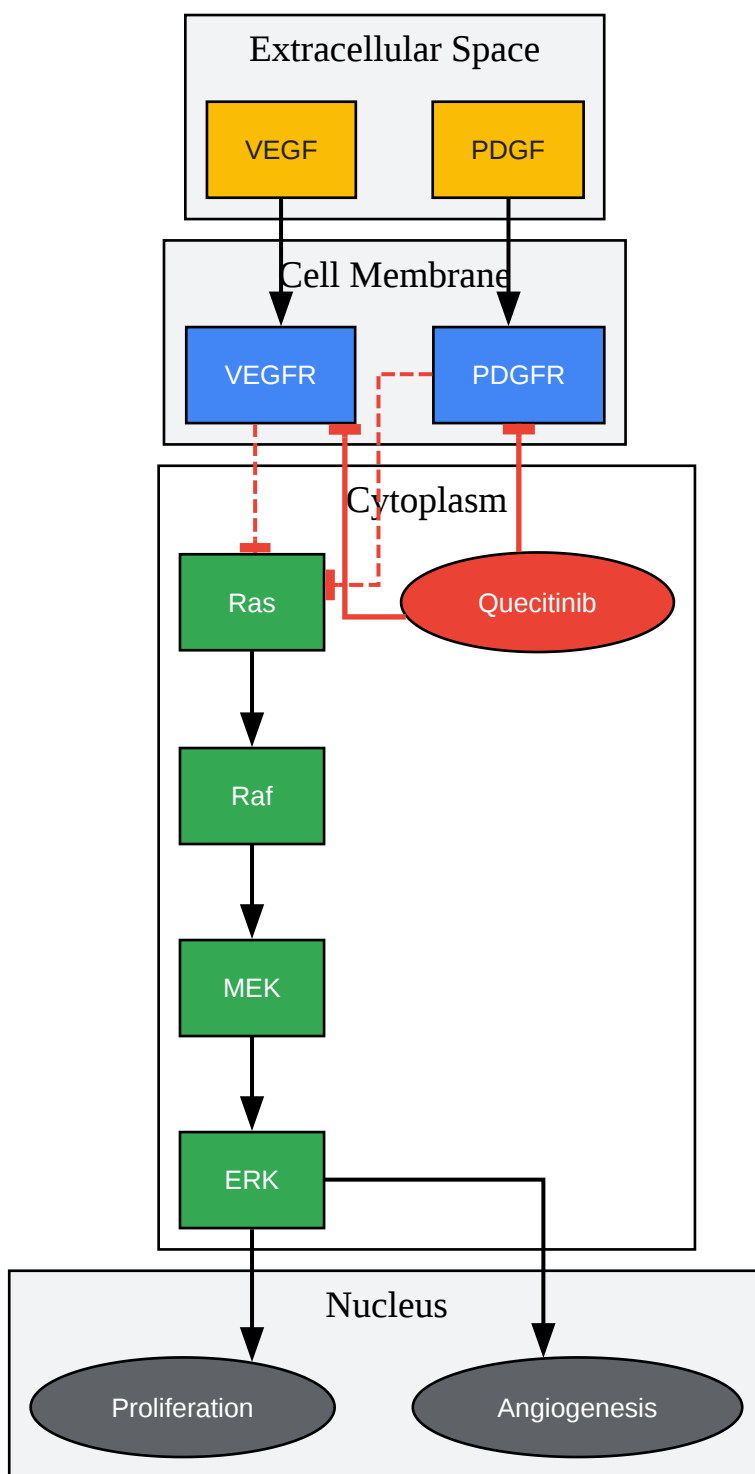 Extracellular Space
VEGF
PDGF
Cell Membrane
VEGFR
PDGFR
Cytoplasm
Ras
Quecitinib
Raf
MEK
ERK
Nucleus
Proliferation
Angiogenesis